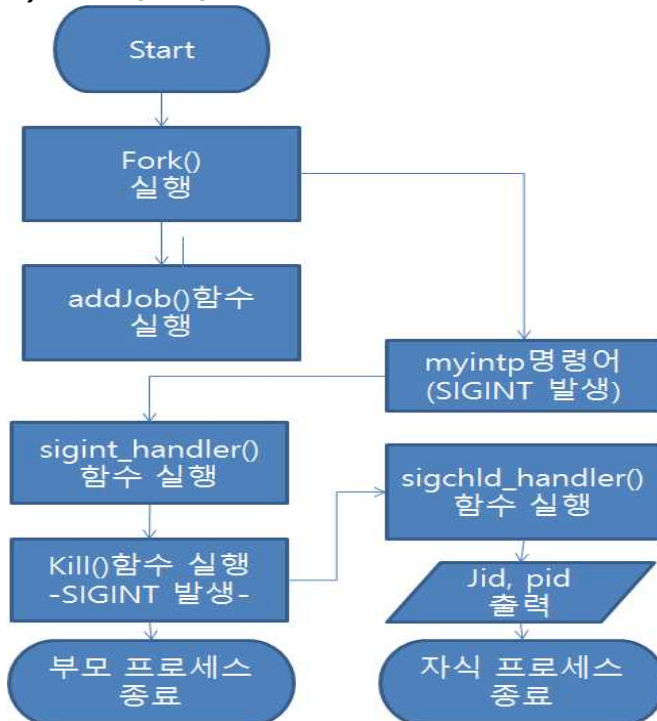 Start
Fork()
실행
addJob()함수
실행
myintp명령어
(SIGINT 발생)
sigint_handler()
함수 실행
sigchld_handler()
함수 실행
Kill()함수 실행
-SIGINT 발생-
Jid, pid
출력
부모 프로세스
종료
자식 프로세스
종료